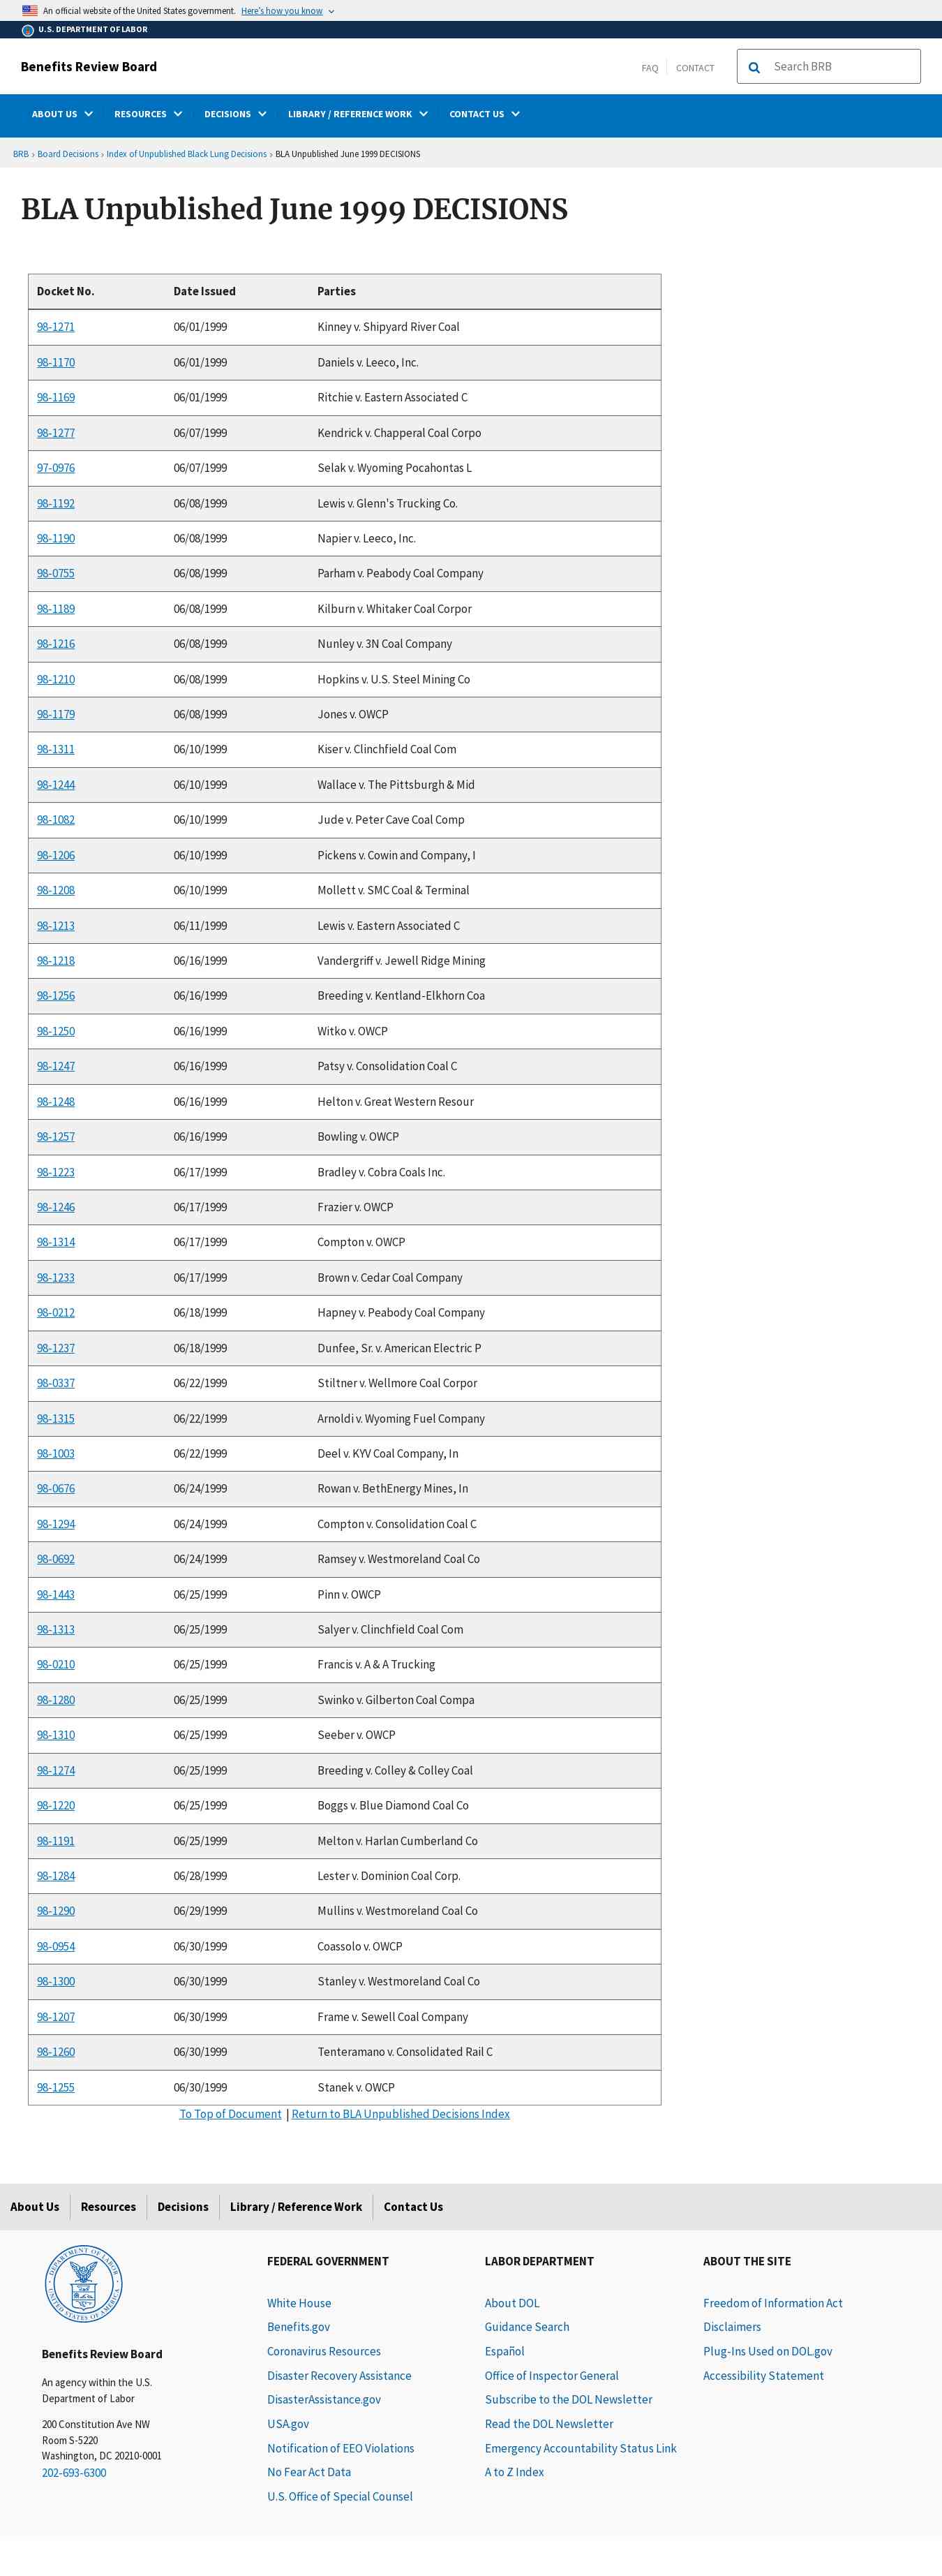 An official website of the United States government. Here's how you know
U.S. DEPARTMENT OF LABOR
Benefits Review Board
FAQ CONTACT Search BRB
ABOUT US RESOURCES DECISIONS LIBRARY / REFERENCE WORK CONTACT US
BRB › Board Decisions › Index of Unpublished Black Lung Decisions › BLA Unpublished June 1999 DECISIONS
BLA Unpublished June 1999 DECISIONS
Docket No. Date Issued Parties
98-1271 06/01/1999 Kinney v. Shipyard River Coal
98-1170 06/01/1999 Daniels v. Leeco, Inc.
98-1169 06/01/1999 Ritchie v. Eastern Associated C
98-1277 06/07/1999 Kendrick v. Chapperal Coal Corpo
97-0976 06/07/1999 Selak v. Wyoming Pocahontas L
98-1192 06/08/1999 Lewis v. Glenn's Trucking Co.
98-1190 06/08/1999 Napier v. Leeco, Inc.
98-0755 06/08/1999 Parham v. Peabody Coal Company
98-1189 06/08/1999 Kilburn v. Whitaker Coal Corpor
98-1216 06/08/1999 Nunley v. 3N Coal Company
98-1210 06/08/1999 Hopkins v. U.S. Steel Mining Co
98-1179 06/08/1999 Jones v. OWCP
98-1311 06/10/1999 Kiser v. Clinchfield Coal Com
98-1244 06/10/1999 Wallace v. The Pittsburgh & Mid
98-1082 06/10/1999 Jude v. Peter Cave Coal Comp
98-1206 06/10/1999 Pickens v. Cowin and Company, I
98-1208 06/10/1999 Mollett v. SMC Coal & Terminal
98-1213 06/11/1999 Lewis v. Eastern Associated C
98-1218 06/16/1999 Vandergriff v. Jewell Ridge Mining
98-1256 06/16/1999 Breeding v. Kentland-Elkhorn Coa
98-1250 06/16/1999 Witko v. OWCP
98-1247 06/16/1999 Patsy v. Consolidation Coal C
98-1248 06/16/1999 Helton v. Great Western Resour
98-1257 06/16/1999 Bowling v. OWCP
98-1223 06/17/1999 Bradley v. Cobra Coals Inc.
98-1246 06/17/1999 Frazier v. OWCP
98-1314 06/17/1999 Compton v. OWCP
98-1233 06/17/1999 Brown v. Cedar Coal Company
98-0212 06/18/1999 Hapney v. Peabody Coal Company
98-1237 06/18/1999 Dunfee, Sr. v. American Electric P
98-0337 06/22/1999 Stiltner v. Wellmore Coal Corpor
98-1315 06/22/1999 Arnoldi v. Wyoming Fuel Company
98-1003 06/22/1999 Deel v. KYV Coal Company, In
98-0676 06/24/1999 Rowan v. BethEnergy Mines, In
98-1294 06/24/1999 Compton v. Consolidation Coal C
98-0692 06/24/1999 Ramsey v. Westmoreland Coal Co
98-1443 06/25/1999 Pinn v. OWCP
98-1313 06/25/1999 Salyer v. Clinchfield Coal Com
98-0210 06/25/1999 Francis v. A & A Trucking
98-1280 06/25/1999 Swinko v. Gilberton Coal Compa
98-1310 06/25/1999 Seeber v. OWCP
98-1274 06/25/1999 Breeding v. Colley & Colley Coal
98-1220 06/25/1999 Boggs v. Blue Diamond Coal Co
98-1191 06/25/1999 Melton v. Harlan Cumberland Co
98-1284 06/28/1999 Lester v. Dominion Coal Corp.
98-1290 06/29/1999 Mullins v. Westmoreland Coal Co
98-0954 06/30/1999 Coassolo v. OWCP
98-1300 06/30/1999 Stanley v. Westmoreland Coal Co
98-1207 06/30/1999 Frame v. Sewell Coal Company
98-1260 06/30/1999 Tenteramano v. Consolidated Rail C
98-1255 06/30/1999 Stanek v. OWCP
To Top of Document | Return to BLA Unpublished Decisions Index
About Us Resources Decisions Library / Reference Work Contact Us
DEPARTMENT OF LABOR
UNITED STATES OF AMERICA
Benefits Review Board
An agency within the U.S.
Department of Labor
200 Constitution Ave NW
Room S-5220
Washington, DC 20210-0001
202-693-6300
FEDERAL GOVERNMENT
White House
Benefits.gov
Coronavirus Resources
Disaster Recovery Assistance
DisasterAssistance.gov
USA.gov
Notification of EEO Violations
No Fear Act Data
U.S. Office of Special Counsel
LABOR DEPARTMENT
About DOL
Guidance Search
Español
Office of Inspector General
Subscribe to the DOL Newsletter
Read the DOL Newsletter
Emergency Accountability Status Link
A to Z Index
ABOUT THE SITE
Freedom of Information Act
Disclaimers
Plug-Ins Used on DOL.gov
Accessibility Statement